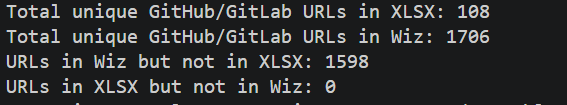 Total unique GitHub/GitLab URLs in XLSX: 108
Total unique GitHub/GitLab URLs in Wiz: 1706
URLs in Wiz but not in XLSX: 1598
URLs in XLSX but not in Wiz: 0